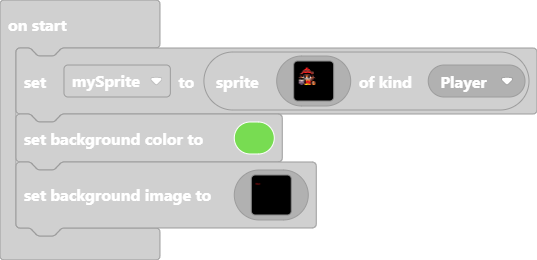 on start
set mySprite to sprite of kind Player
set background color to
set background image to